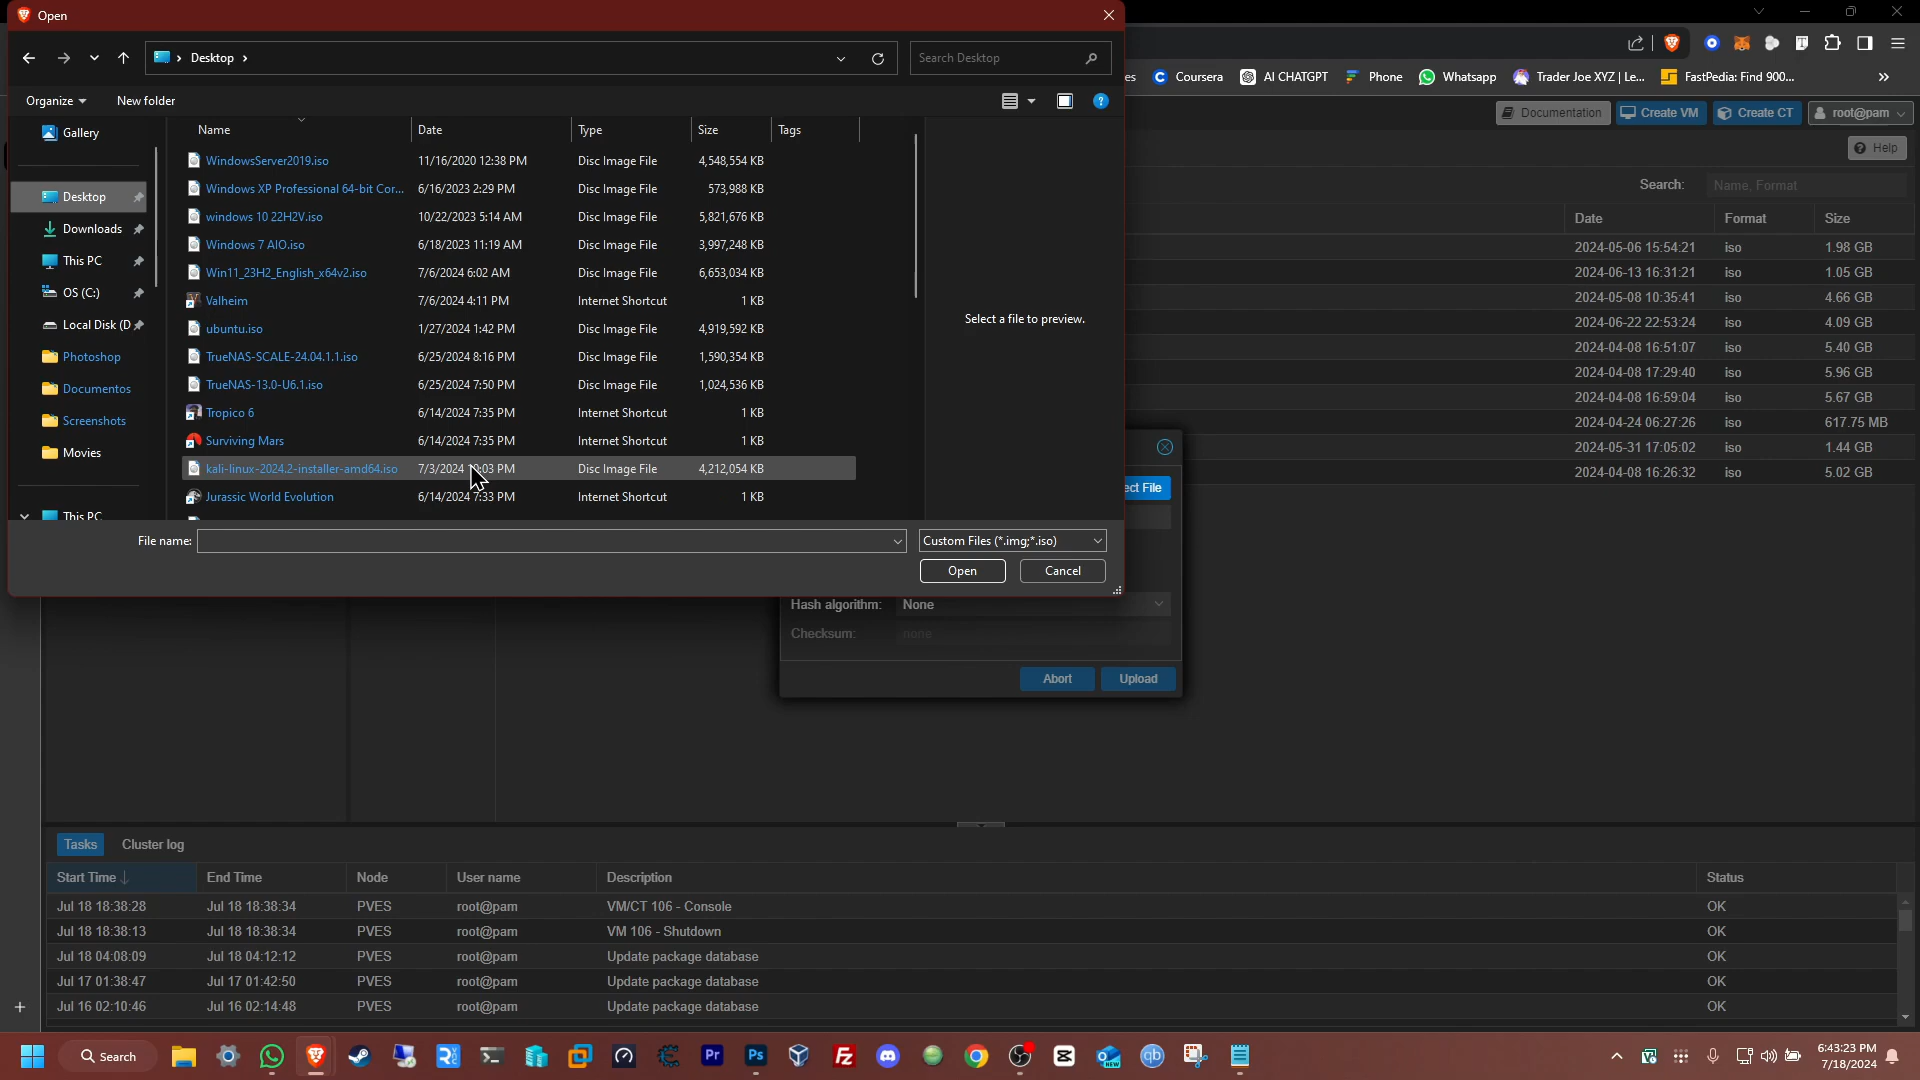 Open
Desktop
Search Desktop
es
Coursera
AI CHATGPT
Phone
Whatsapp
Trader Joe XYZ | Le...
FastPedia: Find 900...
»
Organize
New folder
Documentation
Create VM
Create CT
root@pam
Help
Search:
Name, Format
Date
Format
Size
2024-05-06 15:54:21 iso 1.98 GB
2024-06-13 16:31:21 iso 1.05 GB
2024-05-08 10:35:41 iso 4.66 GB
2024-06-22 22:53:24 iso 4.09 GB
2024-04-08 16:51:07 iso 5.40 GB
2024-04-08 17:29:40 iso 5.96 GB
2024-04-08 16:59:04 iso 5.67 GB
2024-04-24 06:27:26 iso 617.75 MB
2024-05-31 17:05:02 iso 1.44 GB
2024-04-08 16:26:32 iso 5.02 GB
Gallery
Desktop
Downloads
This PC
OS (C:)
Local Disk (D
Photoshop
Documentos
Screenshots
Movies
This PC
Name Date Type Size Tags
WindowsServer2019.iso 11/16/2020 12:38 PM Disc Image File 4,548,554 KB
Windows XP Professional 64-bit Cor... 6/16/2023 2:29 PM Disc Image File 573,988 KB
windows 10 22H2V.iso 10/22/2023 5:14 AM Disc Image File 5,821,676 KB
Windows 7 AIO.iso 6/18/2023 11:19 AM Disc Image File 3,997,248 KB
Win11_23H2_English_x64v2.iso 7/6/2024 6:02 AM Disc Image File 6,653,034 KB
Valheim 7/6/2024 4:11 PM Internet Shortcut 1 KB
ubuntu.iso 1/27/2024 1:42 PM Disc Image File 4,919,592 KB
TrueNAS-SCALE-24.04.1.1.iso 6/25/2024 8:16 PM Disc Image File 1,590,354 KB
TrueNAS-13.0-U6.1.iso 6/25/2024 7:50 PM Disc Image File 1,024,536 KB
Tropico 6 6/14/2024 7:35 PM Internet Shortcut 1 KB
Surviving Mars 6/14/2024 7:35 PM Internet Shortcut 1 KB
kali-linux-2024.2-installer-amd64.iso 7/3/2024 PM Disc Image File 4,212,054 KB
Jurassic World Evolution 6/14/2024 7:33 PM Internet Shortcut 1 KB
Select a file to preview.
File name:
Custom Files (*.img;*.iso)
Open
Cancel
ect File
Hash algorithm: None
Checksum: none
Abort
Upload
Tasks
Cluster log
Start Time End Time Node User name Description Status
Jul 18 18:38:28 Jul 18 18:38:34 PVES root@pam VM/CT 106 - Console OK
Jul 18 18:38:13 Jul 18 18:38:34 PVES root@pam VM 106 - Shutdown OK
Jul 18 04:08:09 Jul 18 04:12:12 PVES root@pam Update package database OK
Jul 17 01:38:47 Jul 17 01:42:50 PVES root@pam Update package database OK
Jul 16 02:10:46 Jul 16 02:14:48 PVES root@pam Update package database OK
Search
Pr
Ps
NEW
qb
6:43:23 PM
7/18/2024